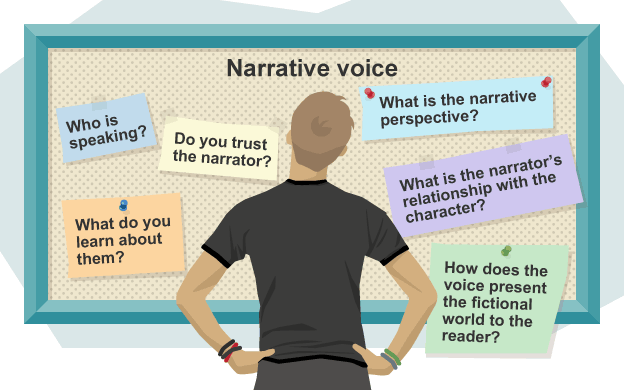 Narrative voice
Who is
speaking?
Do you trust
the narrator?
What is the narrative
perspective?
What is the narrator's
relationship with the
character?
What do you
learn about
them?
How does the
voice present
the fictional
world to the
reader?